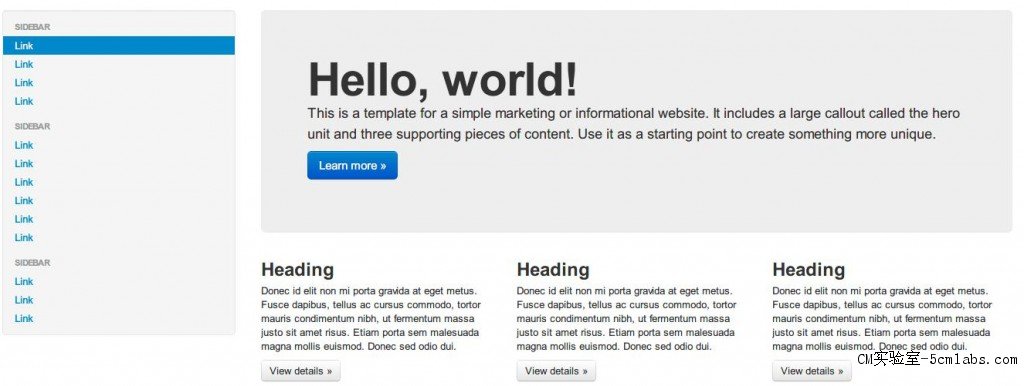 SIDEBAR
Link
Link
Link
Link
SIDEBAR
Link
Link
Link
Link
Link
Link
SIDEBAR
Link
Link
Link
Hello, world!
This is a template for a simple marketing or informational website. It includes a large callout called the hero
unit and three supporting pieces of content. Use it as a starting point to create something more unique.
Learn more »
Heading
Donec id elit non mi porta gravida at eget metus.
Fusce dapibus, tellus ac cursus commodo, tortor
mauris condimentum nibh, ut fermentum massa
justo sit amet risus. Etiam porta sem malesuada
magna mollis euismod. Donec sed odio dui.
View details »
Heading
Donec id elit non mi porta gravida at eget metus.
Fusce dapibus, tellus ac cursus commodo, tortor
mauris condimentum nibh, ut fermentum massa
justo sit amet risus. Etiam porta sem malesuada
magna mollis euismod. Donec sed odio dui.
View details »
Heading
Donec id elit non mi porta gravida at eget metus.
Fusce dapibus, tellus ac cursus commodo, tortor
mauris condimentum nibh, ut fermentum massa
justo sit amet risus. Etiam porta sem malesuada
magna mollis euismod. Donec sed odio dui.
View details »
CM实验室-5cmlabs.com